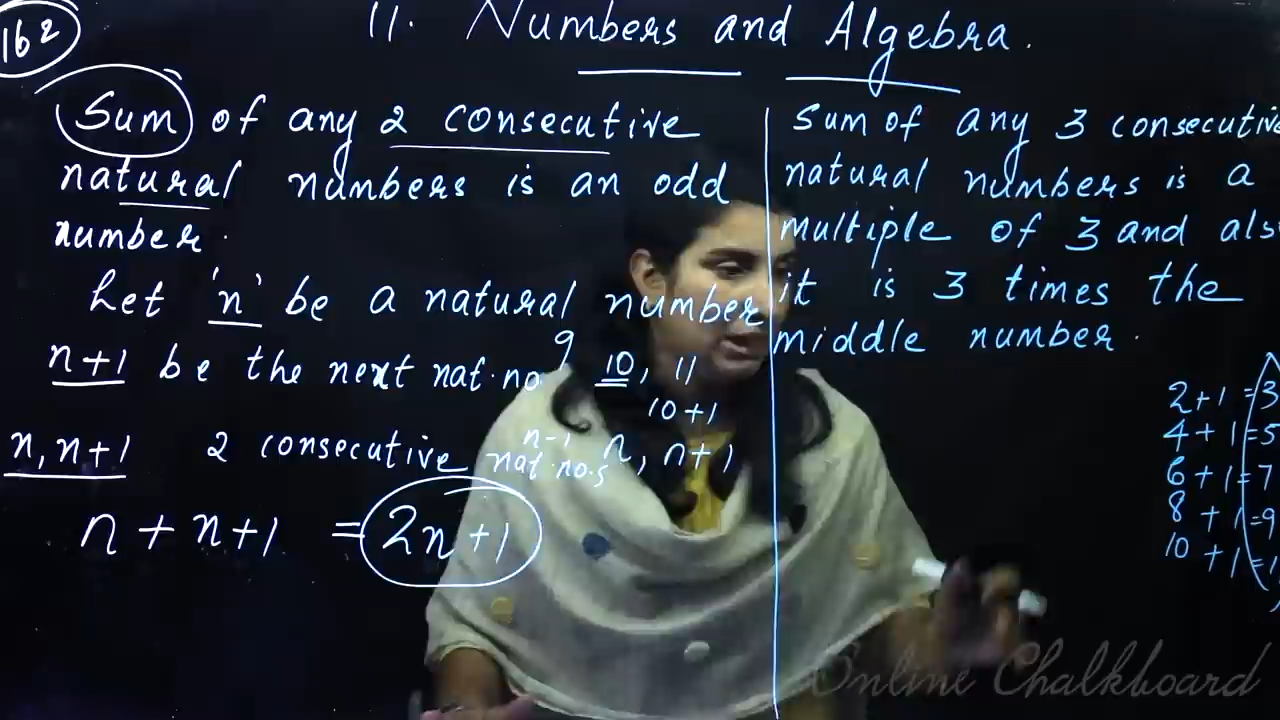 162
11. Numbers and Algebra.
Sum of any 2 consecutive
natural numbers is an odd
number.
Let 'n' be a natural number
n+1 be the next nat. no
9 10, 11
10+1
n-1 n, n+1
n, n+1 2 consecutive nat. no.s
n + n+1 = 2n+1
Sum of any 3 consecutive
natural numbers is a
multiple of 3 and als
it is 3 times the
middle number.
2+1 =3
4+1 =5
6+1 =7
8+1 =9
10+1 =1
Online Chalkboard